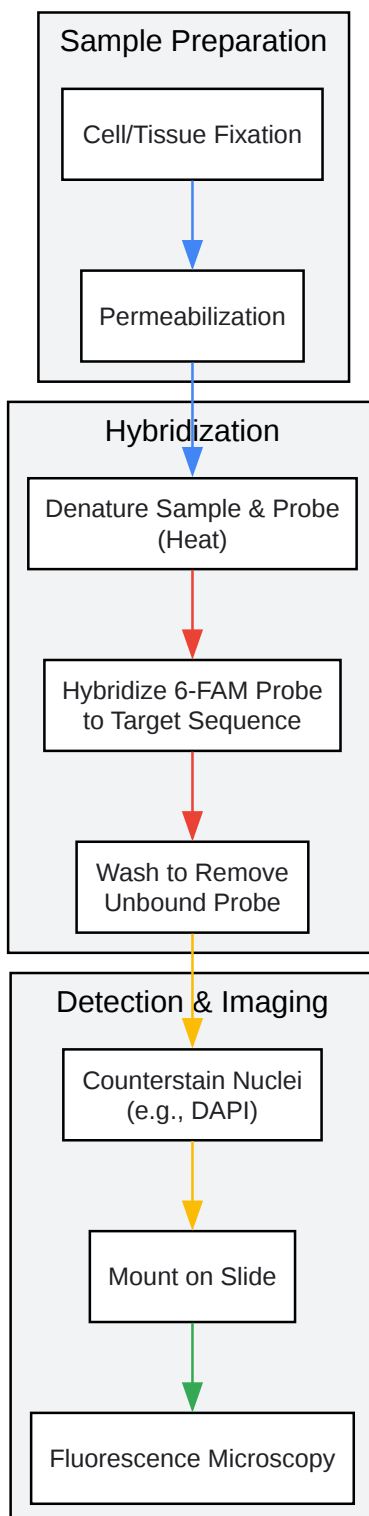 Sample Preparation
Cell/Tissue Fixation
Permeabilization
Hybridization
Denature Sample & Probe
(Heat)
Hybridize 6-FAM Probe
to Target Sequence
Wash to Remove
Unbound Probe
Detection & Imaging
Counterstain Nuclei
(e.g., DAPI)
Mount on Slide
Fluorescence Microscopy